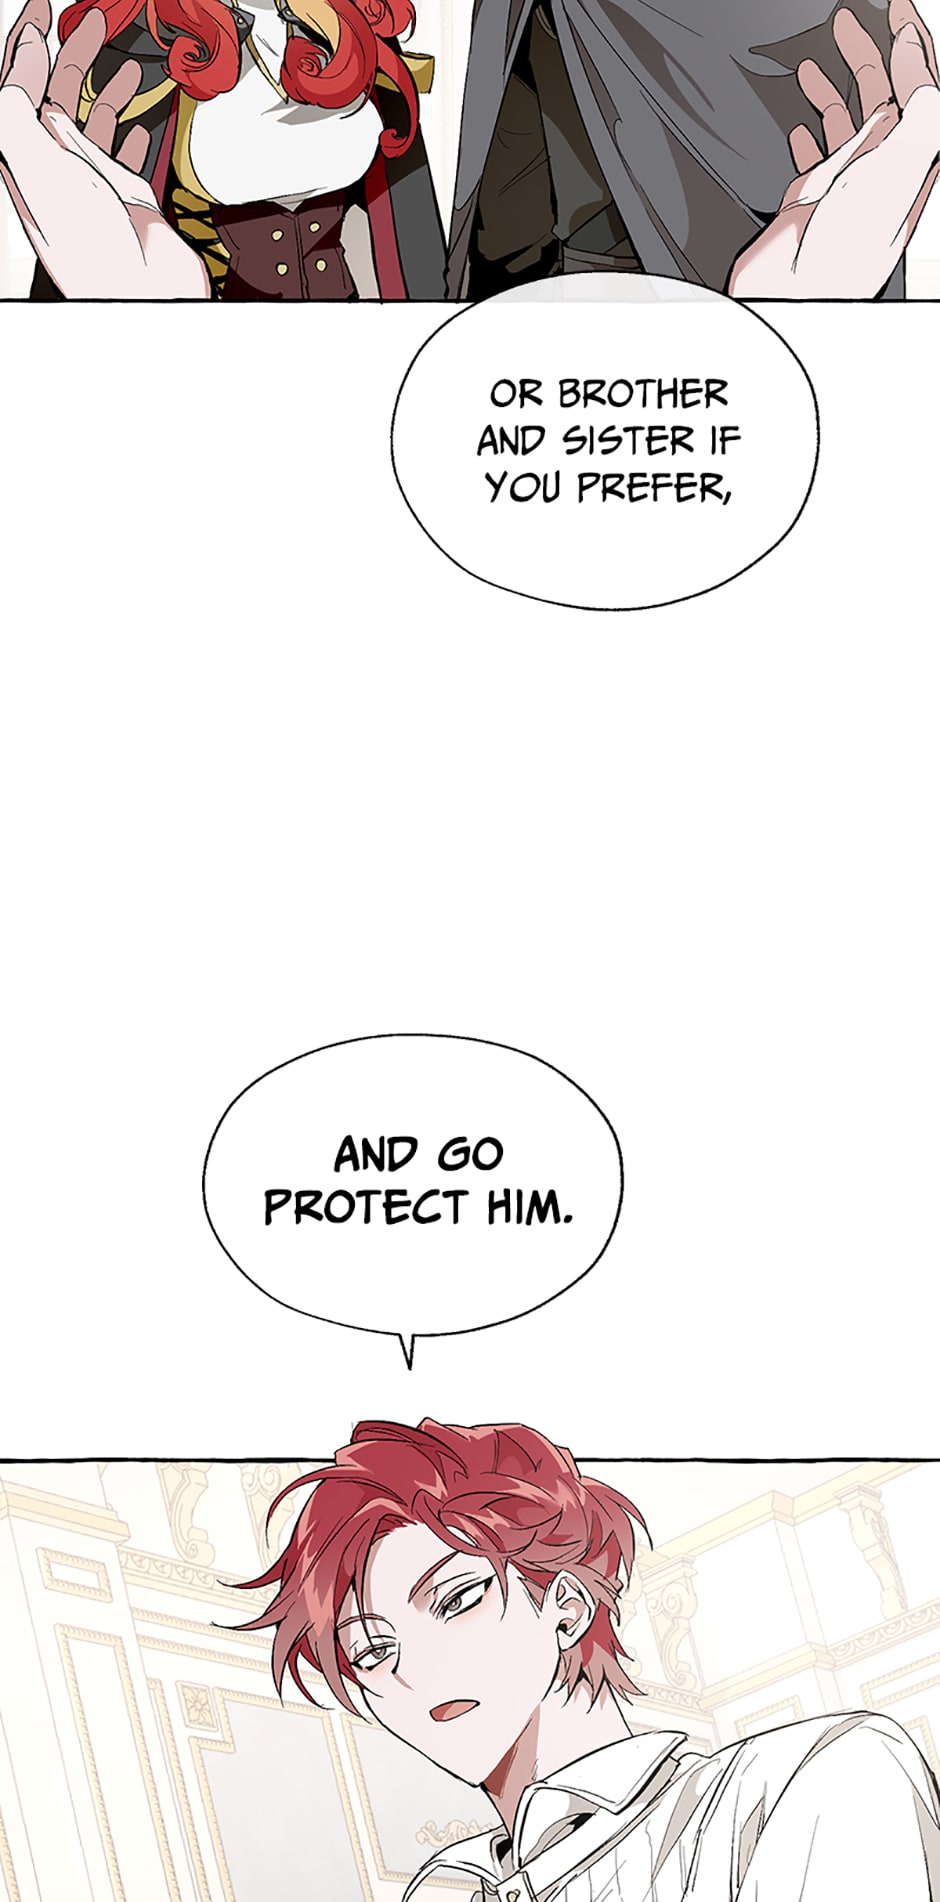 OR BROTHER
AND SISTER IF
YOU PREFER,
AND GO
PROTECT HIM.